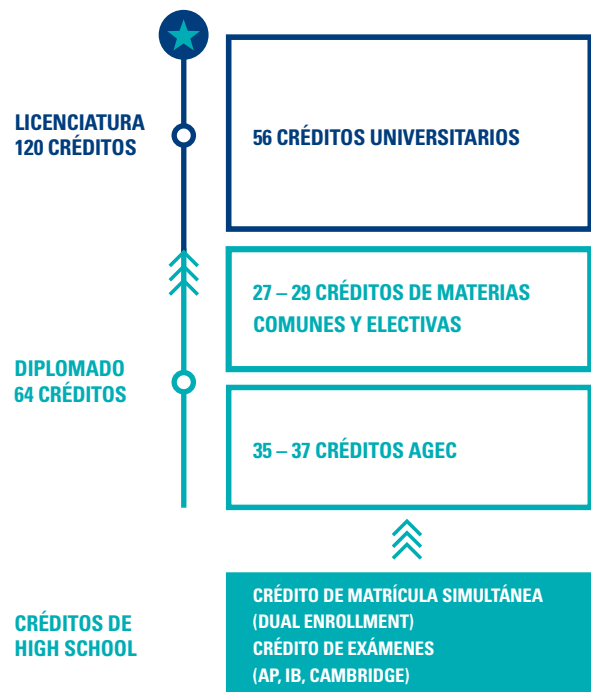 LICENCIATURA
120 CRÉDITOS
56 CRÉDITOS UNIVERSITARIOS
27 – 29 CRÉDITOS DE MATERIAS
COMUNES Y ELECTIVAS
DIPLOMADO
64 CRÉDITOS
35 – 37 CRÉDITOS AGEC
CRÉDITOS DE
HIGH SCHOOL
CRÉDITO DE MATRÍCULA SIMULTÁNEA
(DUAL ENROLLMENT)
CRÉDITO DE EXÁMENES
(AP, IB, CAMBRIDGE)